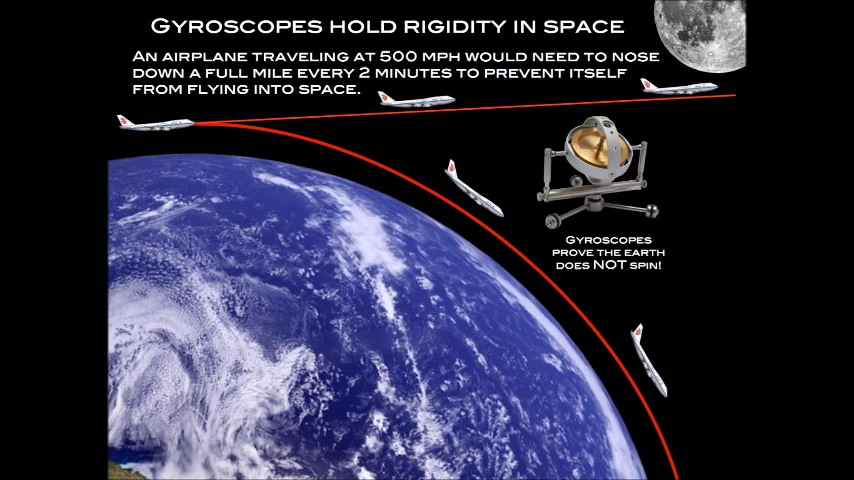 Gyroscopes hold rigidity in space
An airplane traveling at 500 mph would need to nose
down a full mile every 2 minutes to prevent itself
from flying into space.
Gyroscopes
prove the earth
does NOT spin!